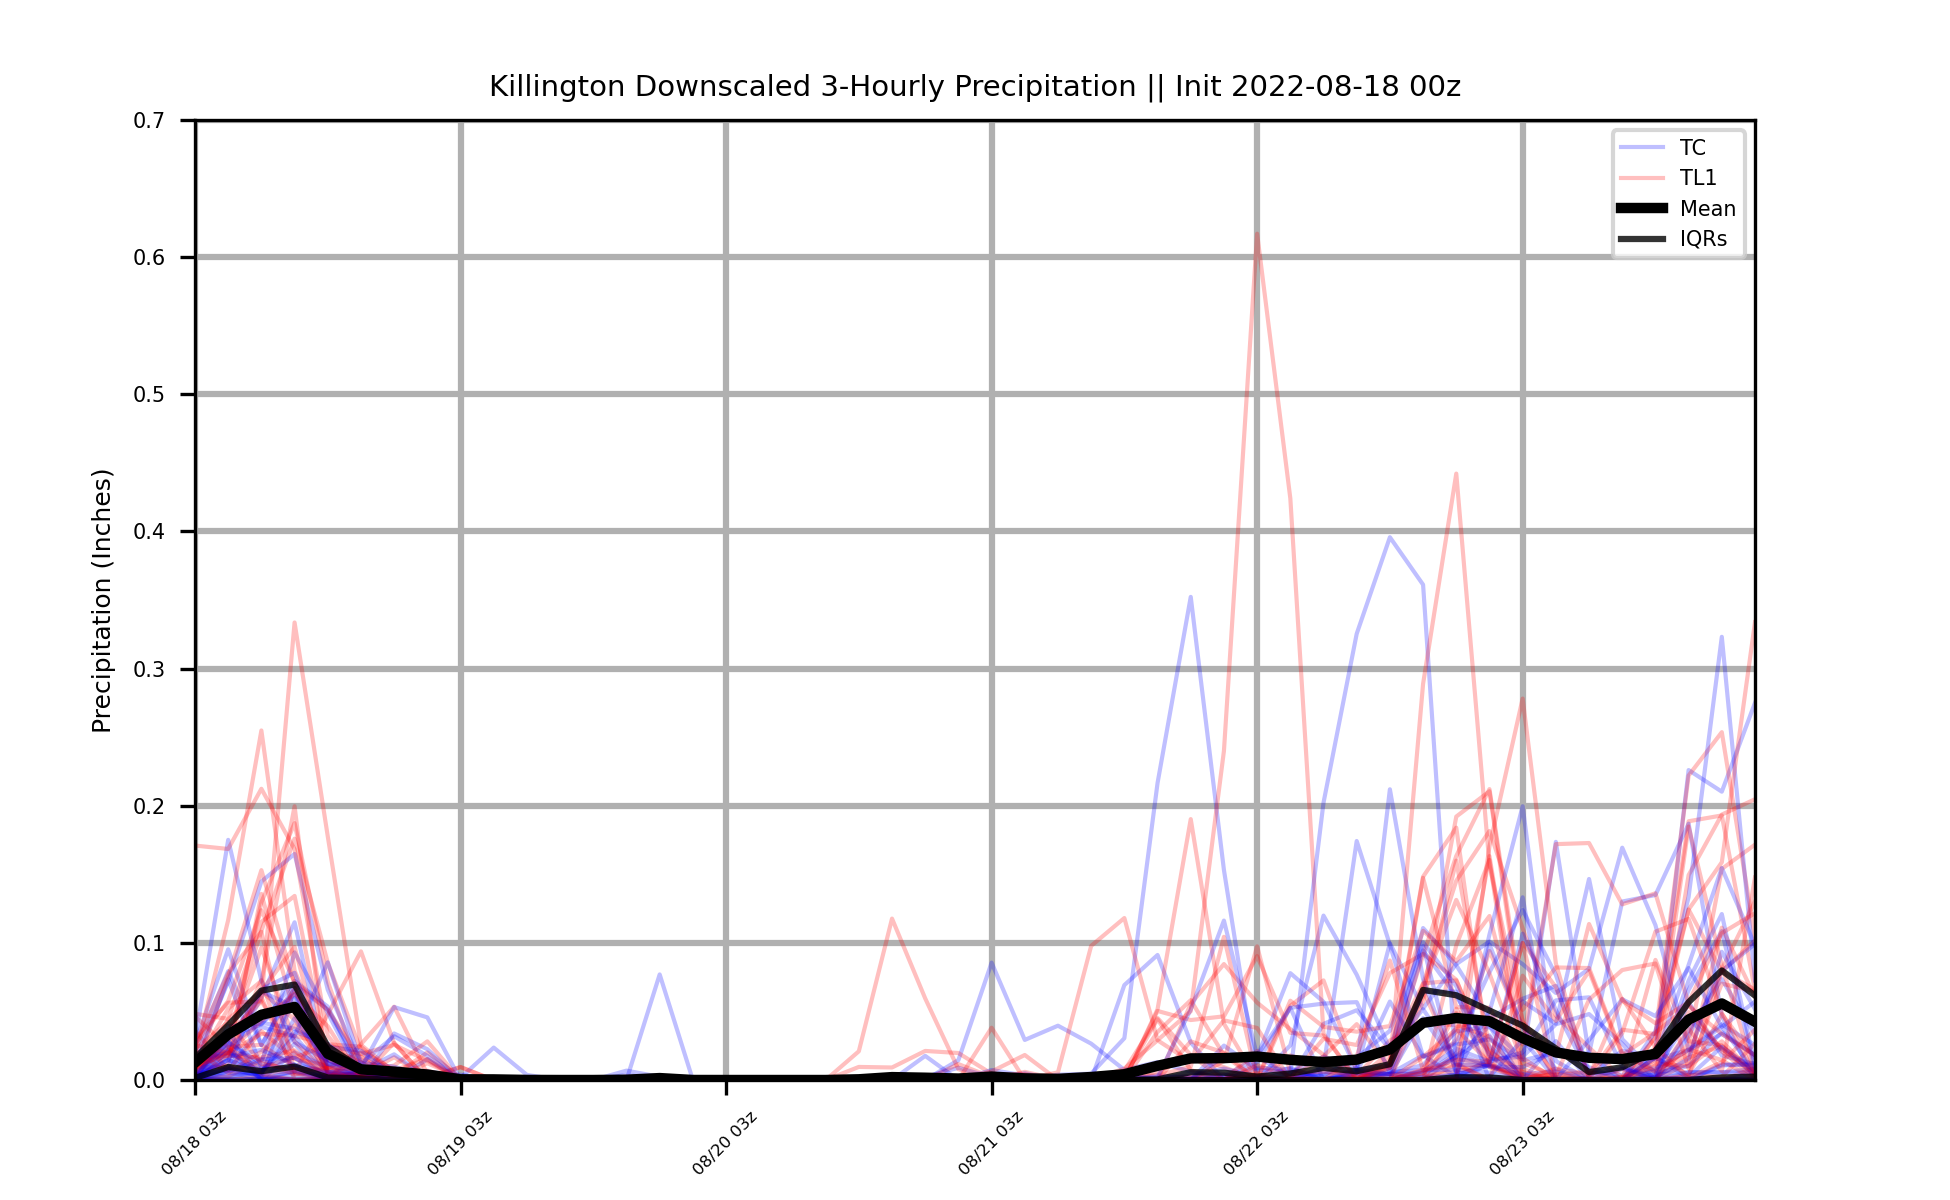 Killington Downscaled 3-Hourly Precipitation || Init 2022-08-18 00z
TC
TL1
Mean
IQRs
Precipitation (Inches)
0.7
0.6
0.5
0.4
0.3
0.2
0.1
0.0
08/18 03z
08/19 03z
08/20 03z
08/21 03z
08/22 03z
08/23 03z